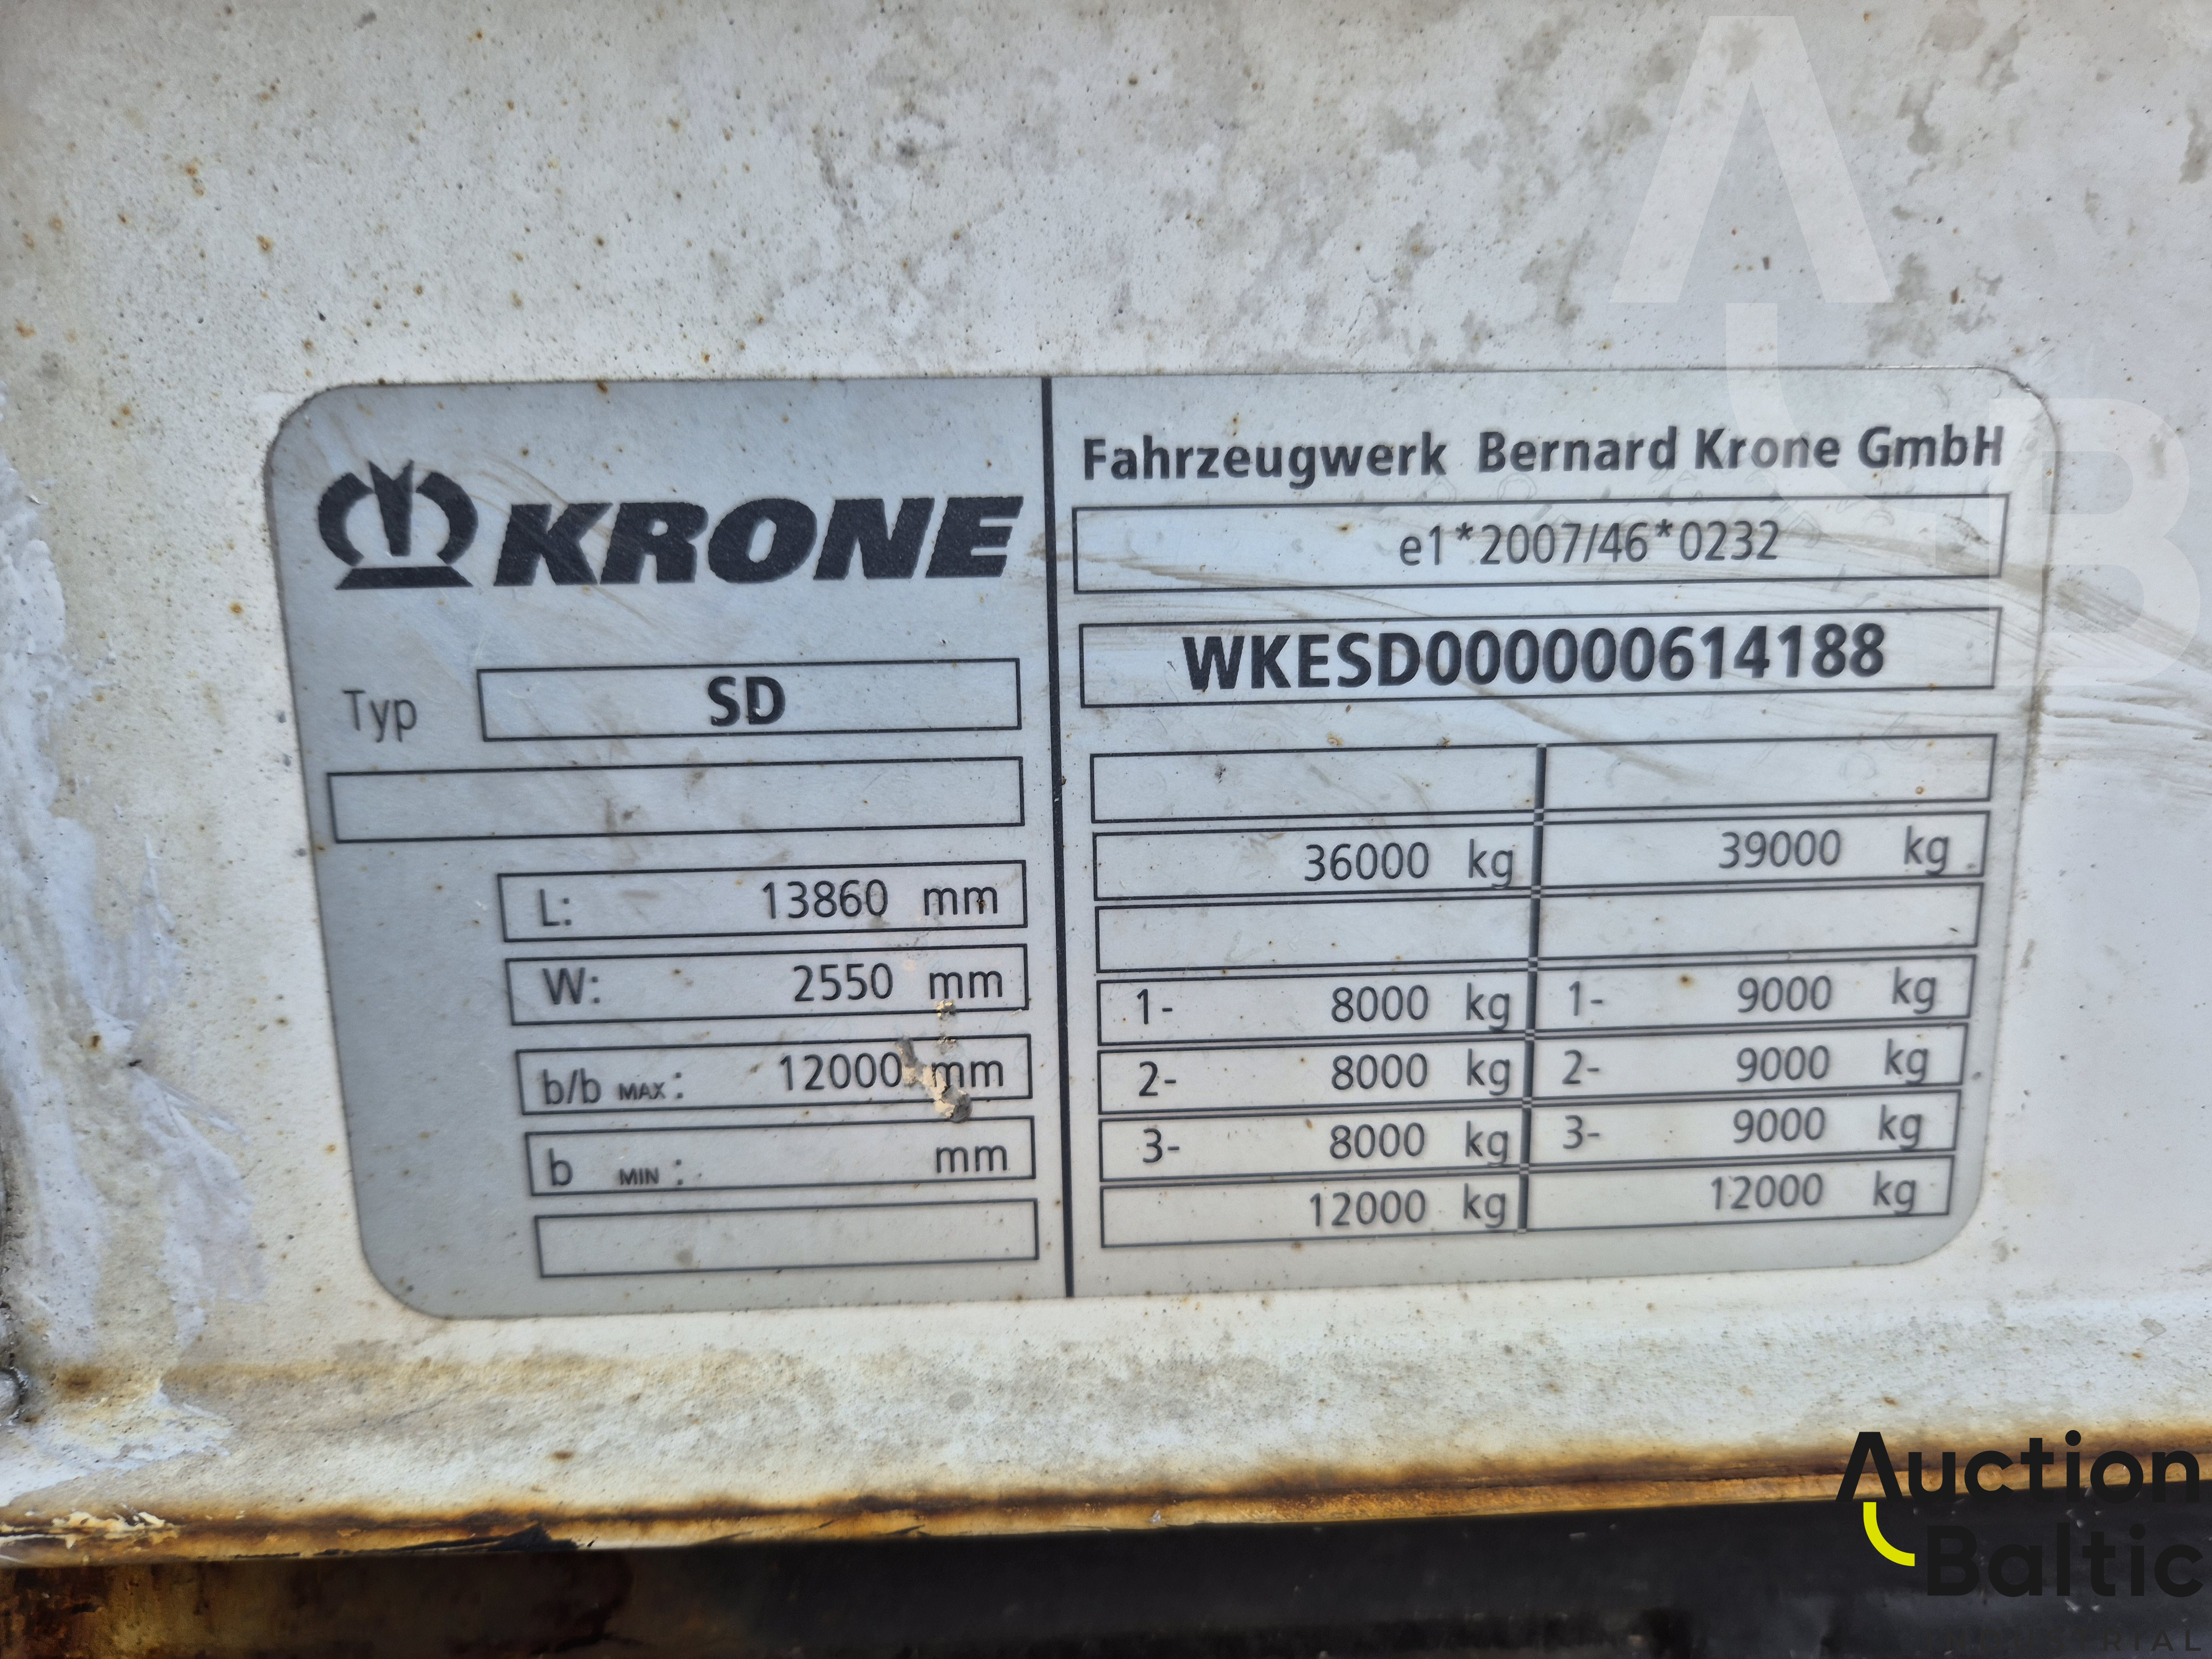 KRONE
Typ SD
L: 13860 mm
W: 2550 mm
b/b MAX: 12000 mm
b MIN: mm
Fahrzeugwerk Bernard Krone GmbH
e1*2007/46*0232
WKESD000000614188
36000 kg 39000 kg
1- 8000 kg 1- 9000 kg
2- 8000 kg 2- 9000 kg
3- 8000 kg 3- 9000 kg
12000 kg 12000 kg
AB
Auction
Baltic
INDUSTRIAL